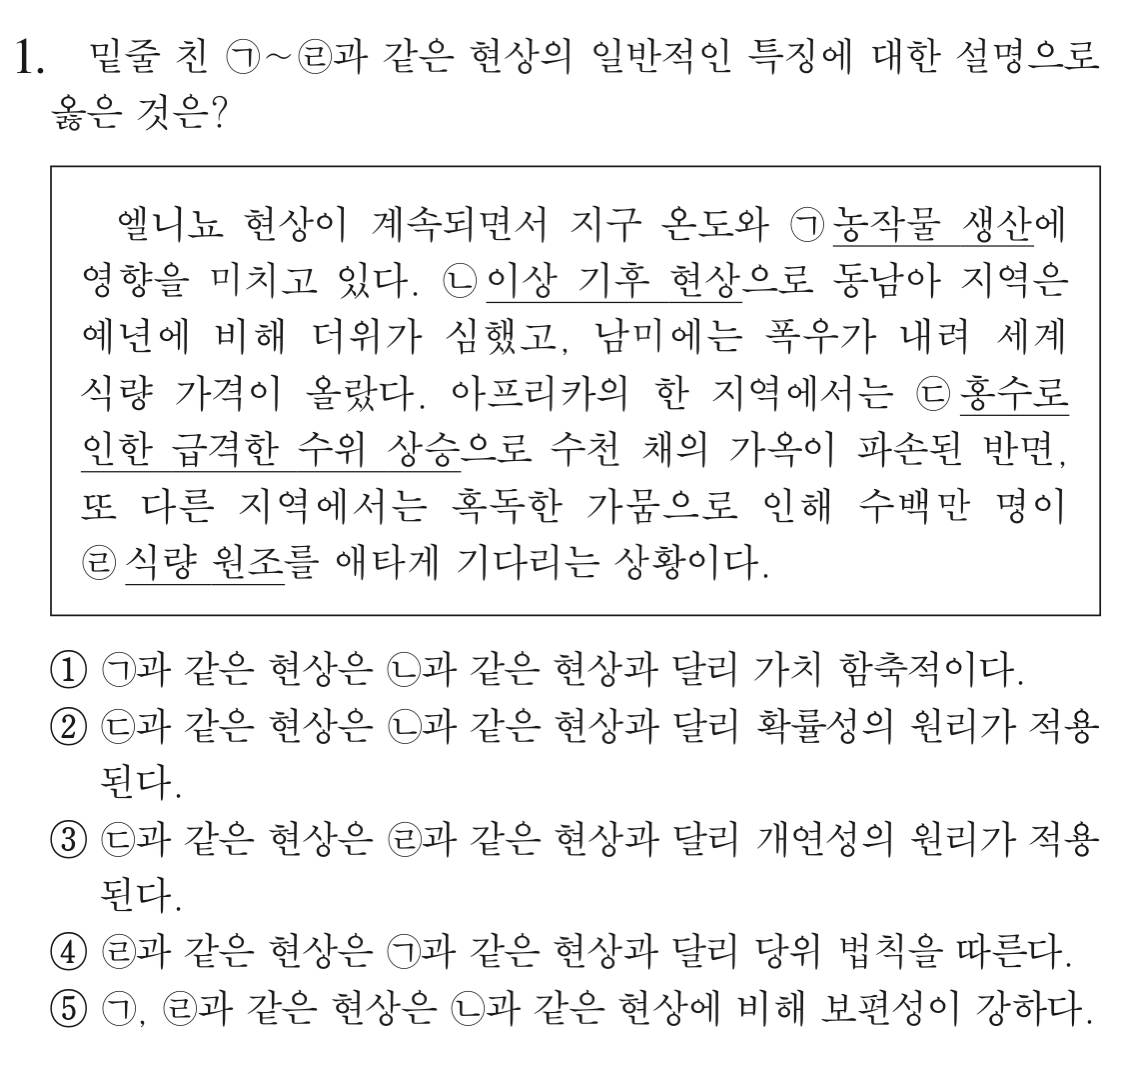 1. 밑줄 친 ㉠~㉣과 같은 현상의 일반적인 특징에 대한 설명으로
옳은 것은?
엘니뇨 현상이 계속되면서 지구 온도와 ㉠농작물 생산에
영향을 미치고 있다. ㉡이상 기후 현상으로 동남아 지역은
예년에 비해 더위가 심했고, 남미에는 폭우가 내려 세계
식량 가격이 올랐다. 아프리카의 한 지역에서는 ㉢홍수로
인한 급격한 수위 상승으로 수천 채의 가옥이 파손된 반면,
또 다른 지역에서는 혹독한 가뭄으로 인해 수백만 명이
㉣식량 원조를 애타게 기다리는 상황이다.
① ㉠과 같은 현상은 ㉡과 같은 현상과 달리 가치 함축적이다.
② ㉢과 같은 현상은 ㉡과 같은 현상과 달리 확률성의 원리가 적용
된다.
③ ㉢과 같은 현상은 ㉣과 같은 현상과 달리 개연성의 원리가 적용
된다.
④ ㉣과 같은 현상은 ㉠과 같은 현상과 달리 당위 법칙을 따른다.
⑤ ㉠, ㉣과 같은 현상은 ㉡과 같은 현상에 비해 보편성이 강하다.